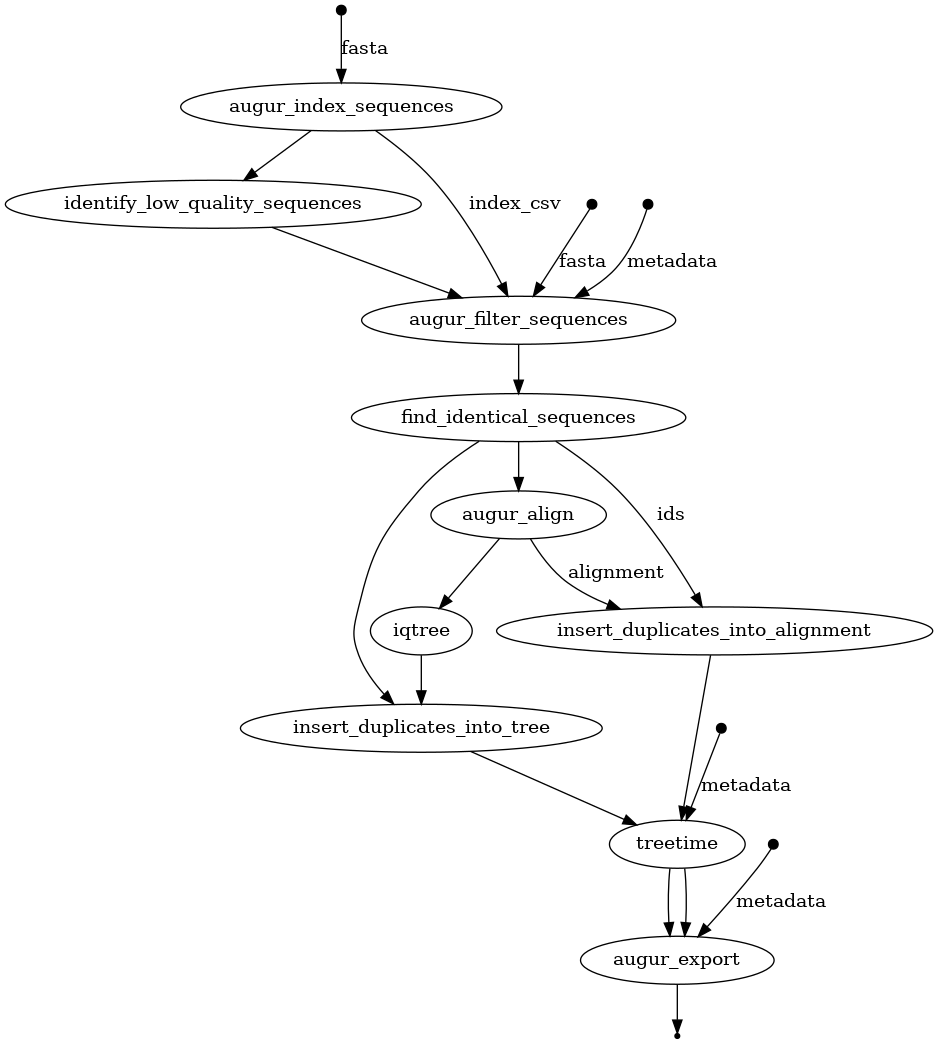 fasta
augur_index_sequences
identify_low_quality_sequences
index_csv
fasta
metadata
augur_filter_sequences
find_identical_sequences
augur_align
ids
alignment
iqtree
insert_duplicates_into_alignment
insert_duplicates_into_tree
metadata
treetime
metadata
augur_export